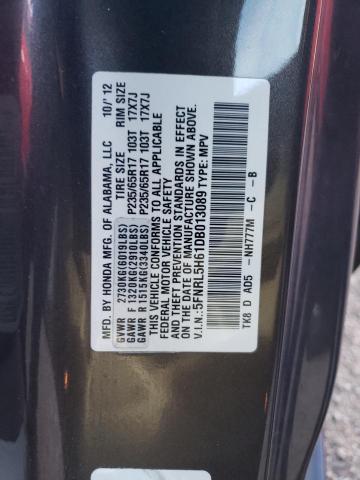 MFD. BY HONDA MFG. OF ALABAMA, LLC 10/'12
TIRE SIZE RIM SIZE
GVWR 2730KG(6019LBS)
GAWR F 1320KG(2910LBS) P235/65R17 103T 17X7J
GAWR R 1515KG(3340LBS) P235/65R17 103T 17X7J
THIS VEHICLE CONFORMS TO ALL APPLICABLE
FEDERAL MOTOR VEHICLE SAFETY
AND THEFT PREVENTION STANDARDS IN EFFECT
ON THE DATE OF MANUFACTURE SHOWN ABOVE.
V.I.N.:5FNRL5H61DB013089 TYPE: MPV
TK8 D AD5 -NH777M -C -B